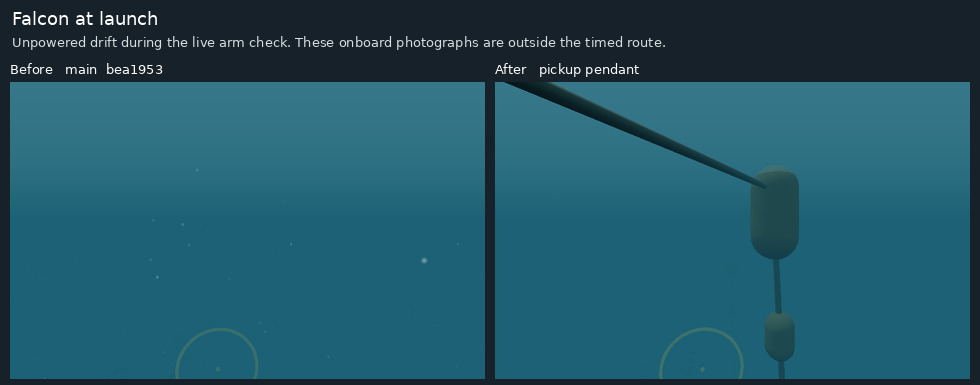 Falcon at launch
Unpowered drift during the live arm check. These onboard photographs are outside the timed route.
Before main bea1953
After pickup pendant